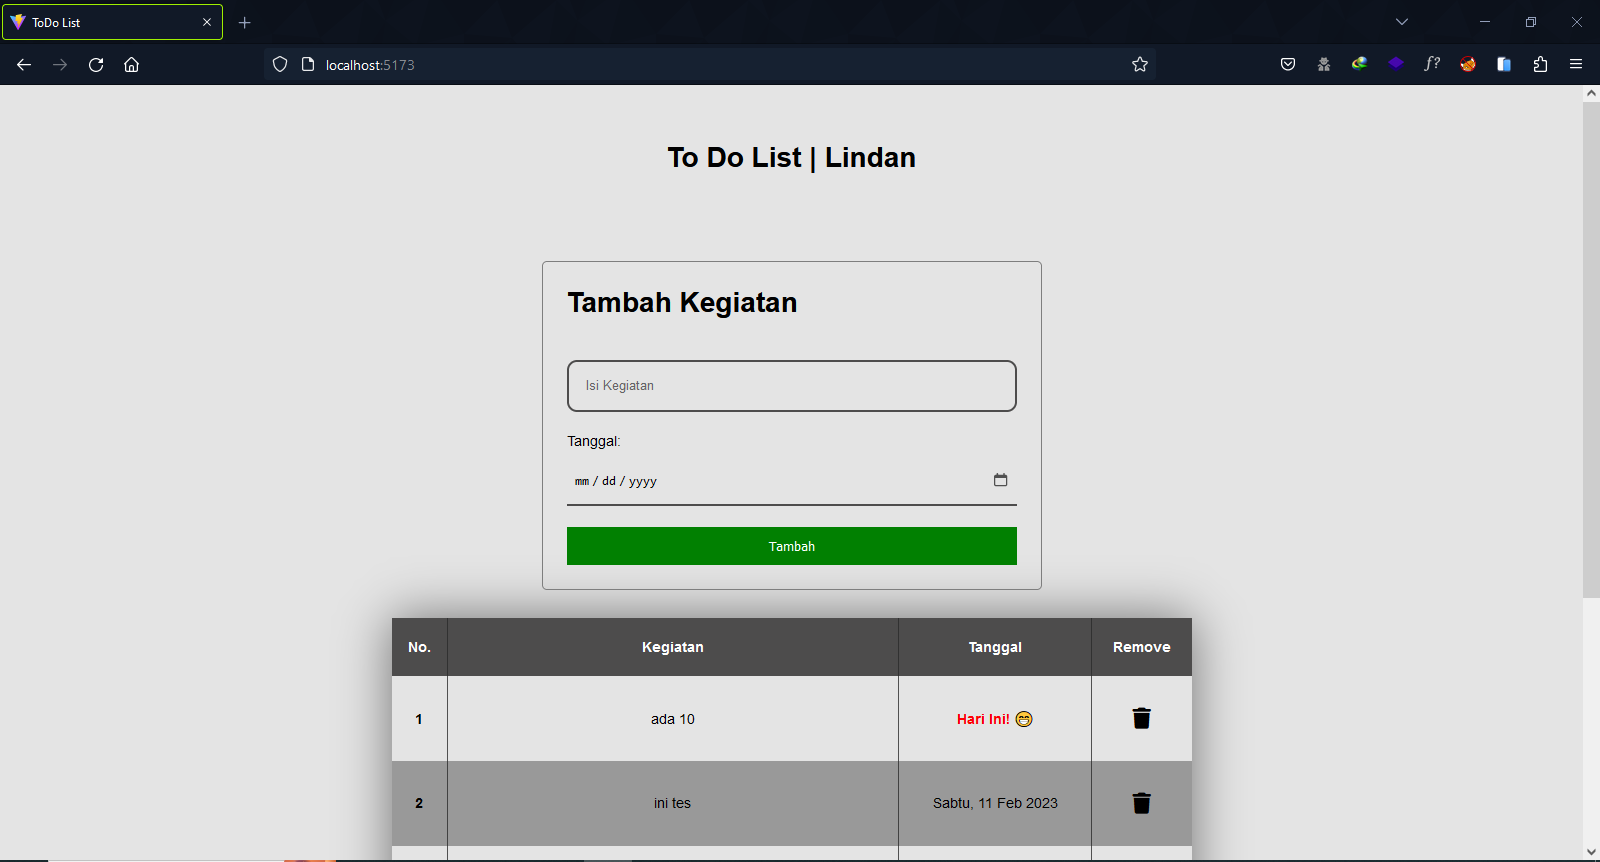 ToDo List
localhost:5173
f?
To Do List | Lindan
Tambah Kegiatan
Isi Kegiatan
Tanggal:
mm / dd / yyyy
Tambah
No. Kegiatan Tanggal Remove
1 ada 10 Hari Ini! 😁
2 ini tes Sabtu, 11 Feb 2023